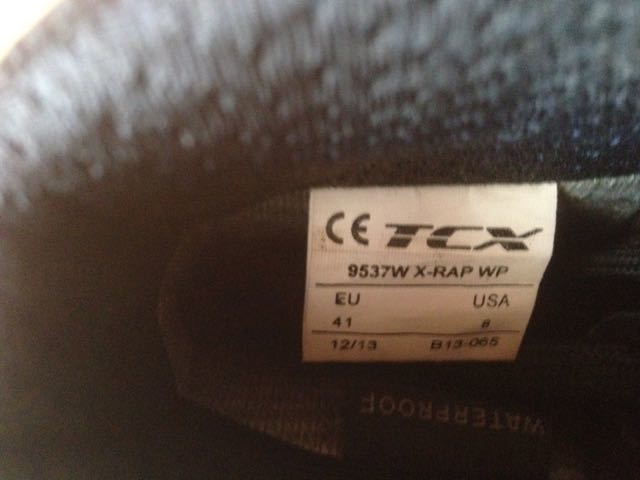 CE TCX
9537W X-RAP WP
EU USA
41 8
12/13 B13-065
WATERPROOF